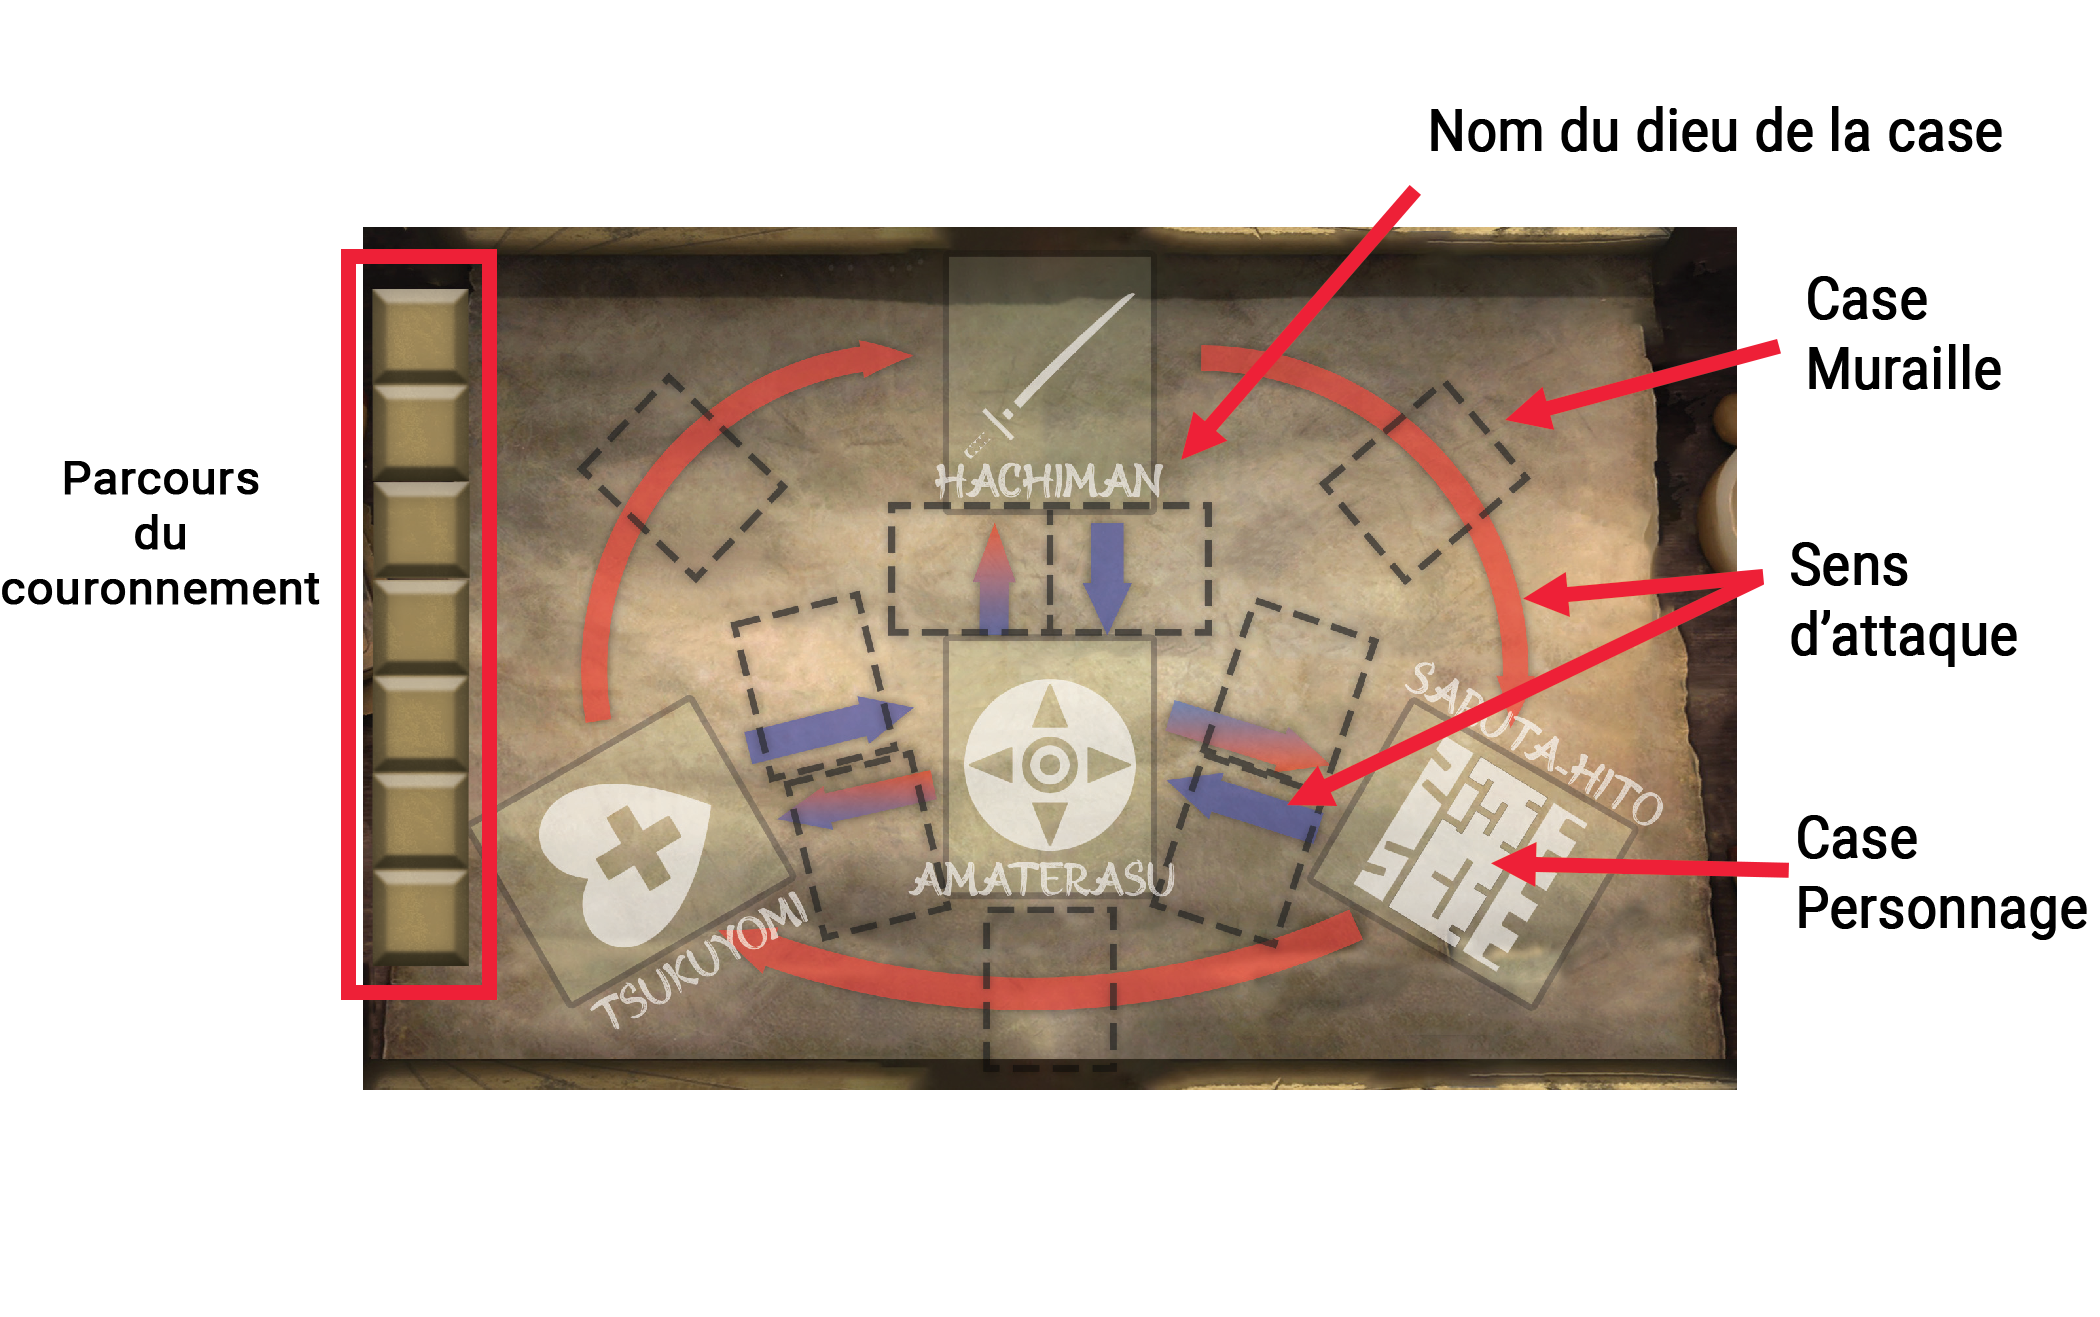 Nom du dieu de la case
Case
Muraille
Parcours
du
couronnement
HACHIMAN
Sens
d'attaque
SARUTA-HITO
AMATERASU
Case
Personnage
TSUKUYOMI